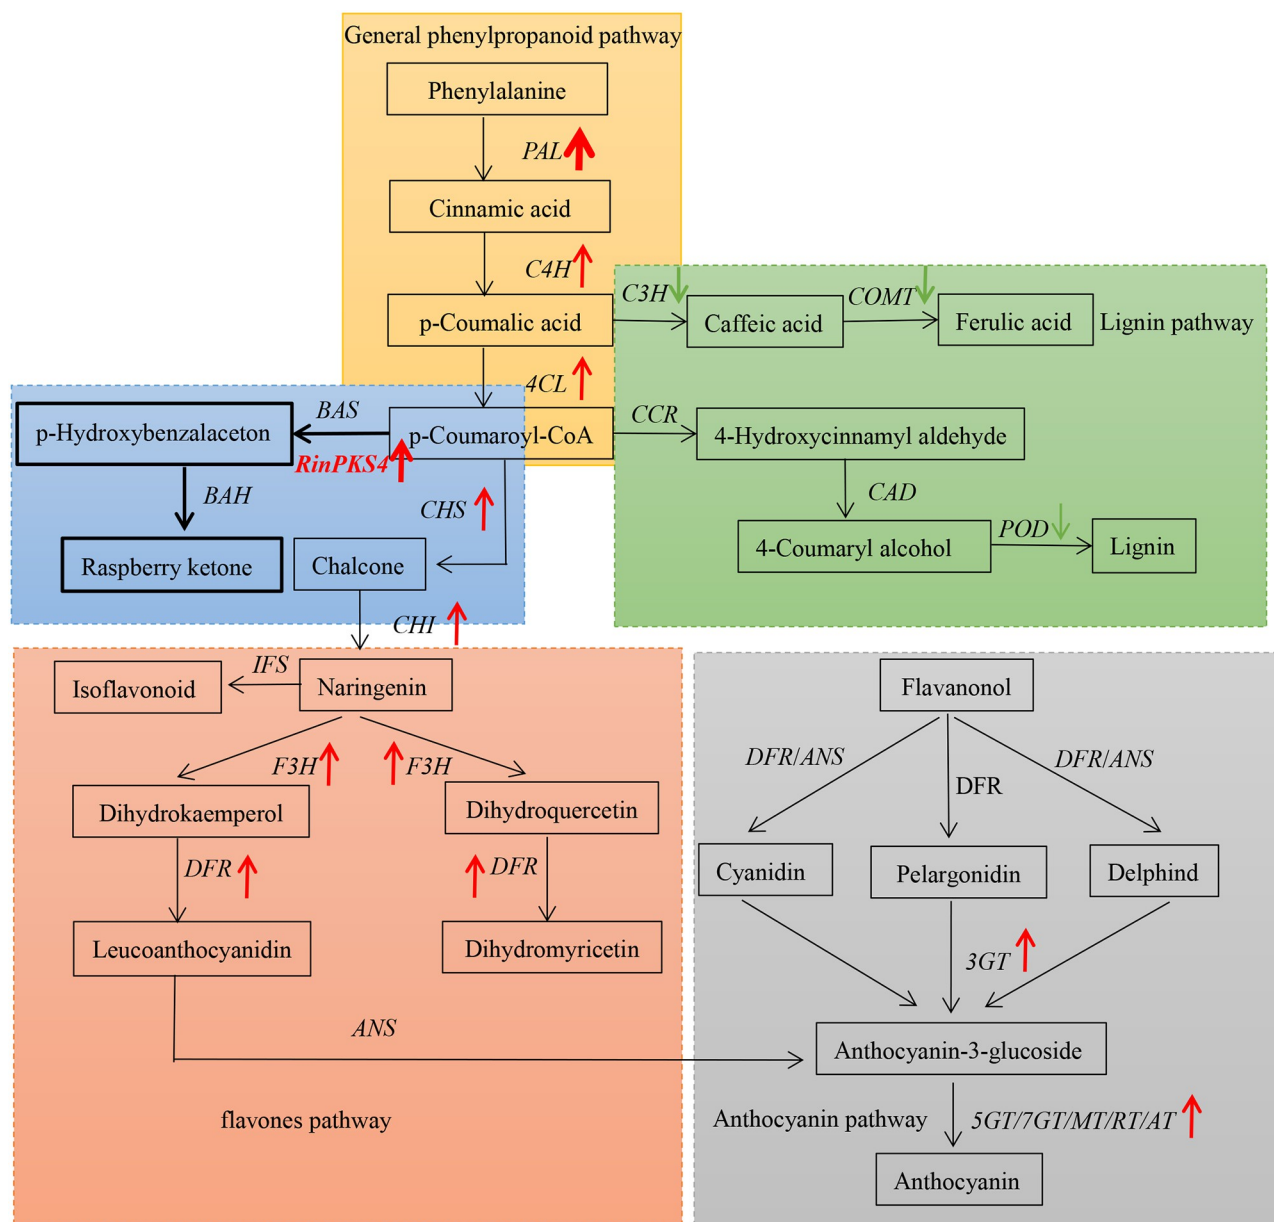 General phenylpropanoid pathway
Phenylalanine
PAL
Cinnamic acid
C4H
p-Coumalic acid
C3H
Caffeic acid
COMT
Ferulic acid
Lignin pathway
4CL
p-Coumaroyl-CoA
BAS
p-Hydroxybenzalaceton
RinPKS4
BAH
Raspberry ketone
CHS
Chalcone
CCR
4-Hydroxycinnamyl aldehyde
CAD
4-Coumaryl alcohol
POD
Lignin
CHI
Naringenin
IFS
Isoflavonoid
F3H
F3H
Dihydrokaemperol
Dihydroquercetin
DFR
DFR
Leucoanthocyanidin
Dihydromyricetin
ANS
flavones pathway
Flavanonol
DFR/ANS
DFR
DFR/ANS
Cyanidin
Pelargonidin
Delphind
3GT
Anthocyanin-3-glucoside
Anthocyanin pathway
5GT/7GT/MT/RT/AT
Anthocyanin